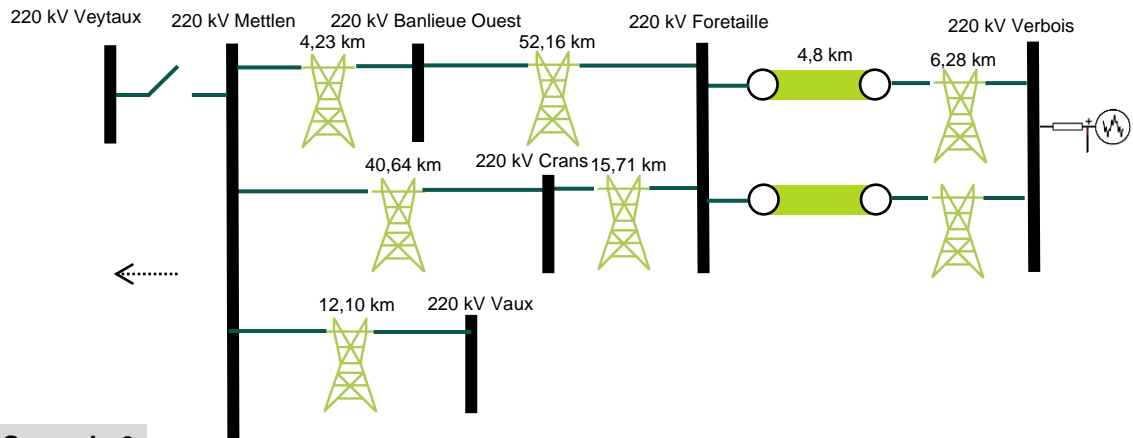 220 kV Veytaux
220 kV Mettlen
220 kV Banlieue Ouest
220 kV Foretaille
220 kV Verbois
4,23 km
52,16 km
4,8 km
6,28 km
40,64 km
220 kV Crans
15,71 km
12,10 km
220 kV Vaux